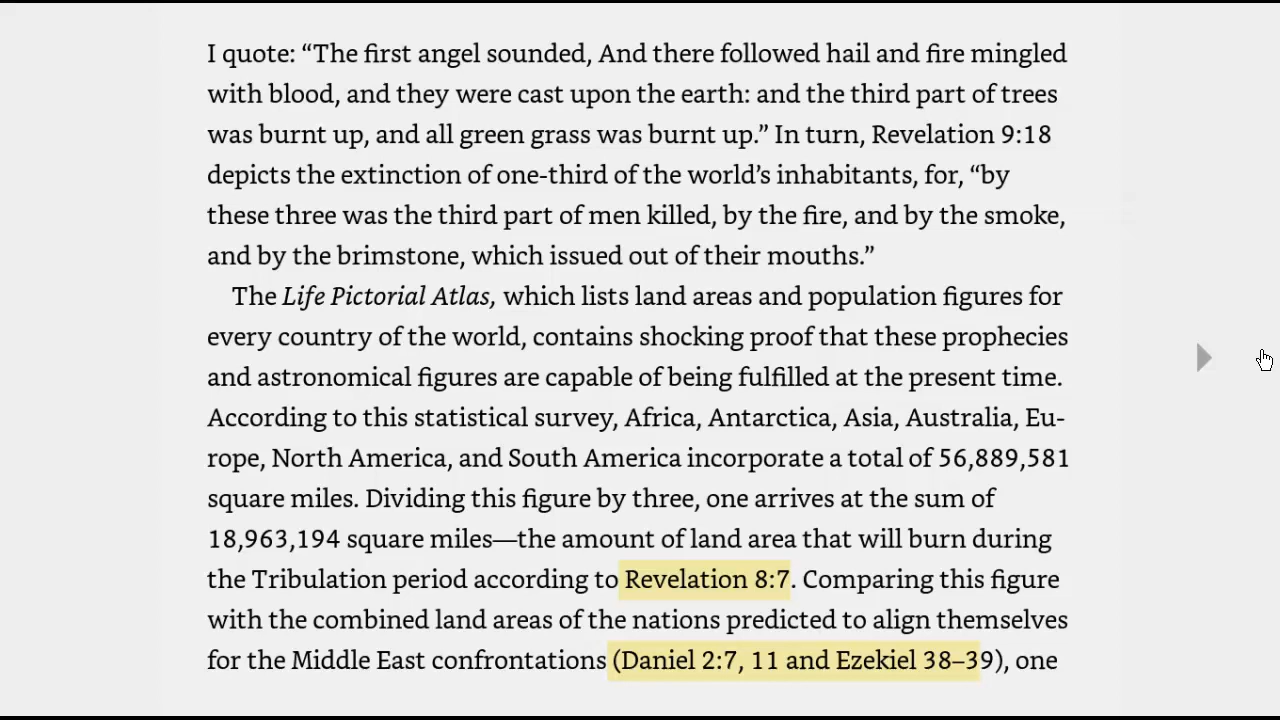 I quote: “The first angel sounded, And there followed hail and fire mingled
with blood, and they were cast upon the earth: and the third part of trees
was burnt up, and all green grass was burnt up.” In turn, Revelation 9:18
depicts the extinction of one-third of the world’s inhabitants, for, “by
these three was the third part of men killed, by the fire, and by the smoke,
and by the brimstone, which issued out of their mouths.”
The Life Pictorial Atlas, which lists land areas and population figures for
every country of the world, contains shocking proof that these prophecies
and astronomical figures are capable of being fulfilled at the present time.
According to this statistical survey, Africa, Antarctica, Asia, Australia, Eu-
rope, North America, and South America incorporate a total of 56,889,581
square miles. Dividing this figure by three, one arrives at the sum of
18,963,194 square miles—the amount of land area that will burn during
the Tribulation period according to Revelation 8:7. Comparing this figure
with the combined land areas of the nations predicted to align themselves
for the Middle East confrontations (Daniel 2:7, 11 and Ezekiel 38–39), one